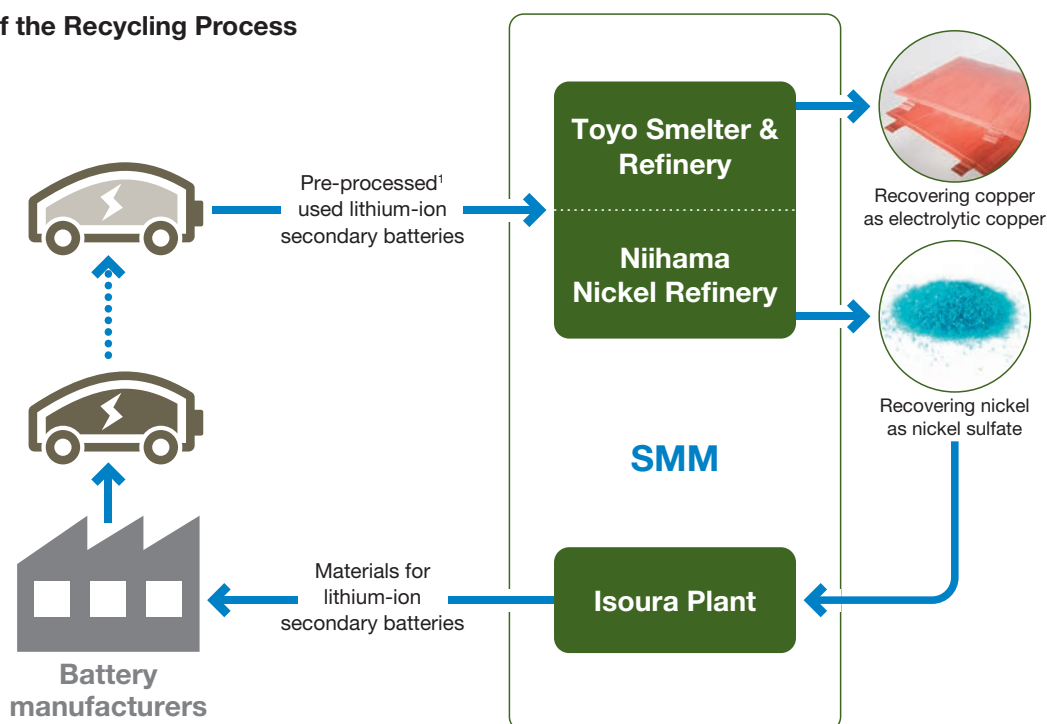 f the Recycling Process
Toyo Smelter &
Refinery
Pre-processed¹
used lithium-ion
secondary batteries
Recovering copper
as electrolytic copper
Niihama
Nickel Refinery
Recovering nickel
as nickel sulfate
SMM
Materials for
lithium-ion
secondary batteries
Isoura Plant
Battery
manufacturers